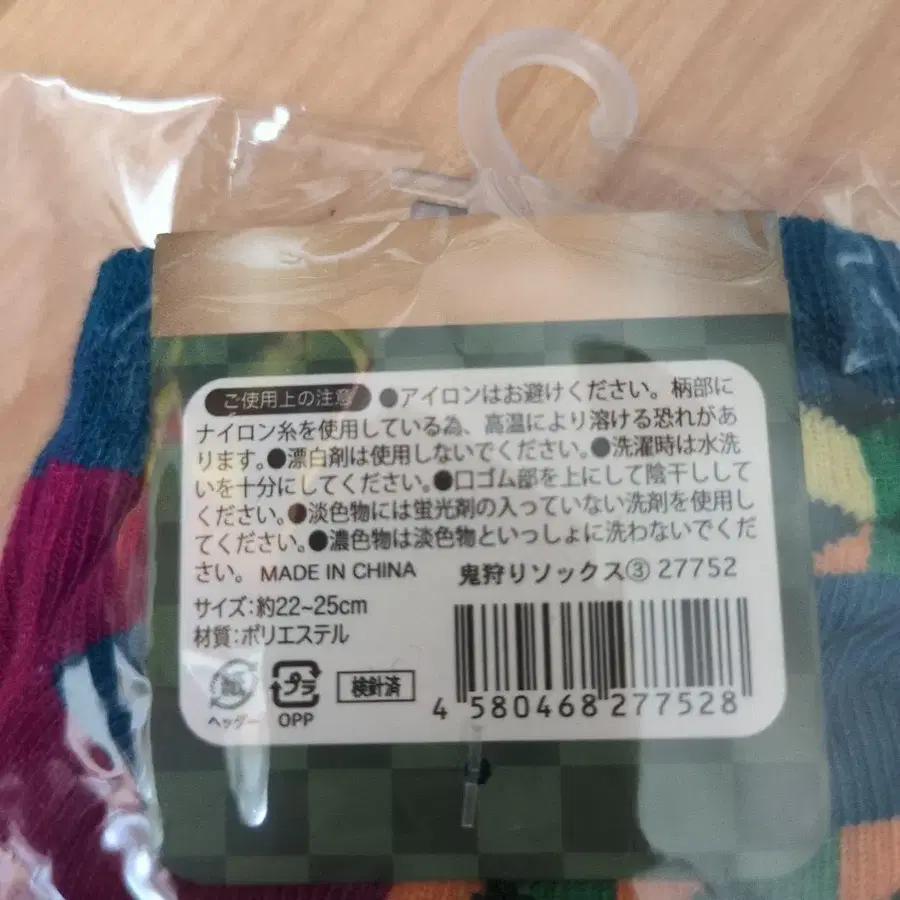 ご使用上の注意 ●アイロンはお避けください。柄部に
ナイロン糸を使用している為、高温により溶ける恐れがあ
ります。●漂白剤は使用しないでください。●洗濯時は水洗
いを十分にしてください。●口ゴム部を上にして陰干しして
ください。●淡色物には蛍光剤の入っていない洗剤を使用し
てください。●濃色物は淡色物といっしょに洗わないでくだ
さい。 MADE IN CHINA 鬼狩りソックス③ 27752
サイズ:約22~25cm
材質:ポリエステル
紙 プラ 検針済
ヘッダー OPP
4 580468 277528